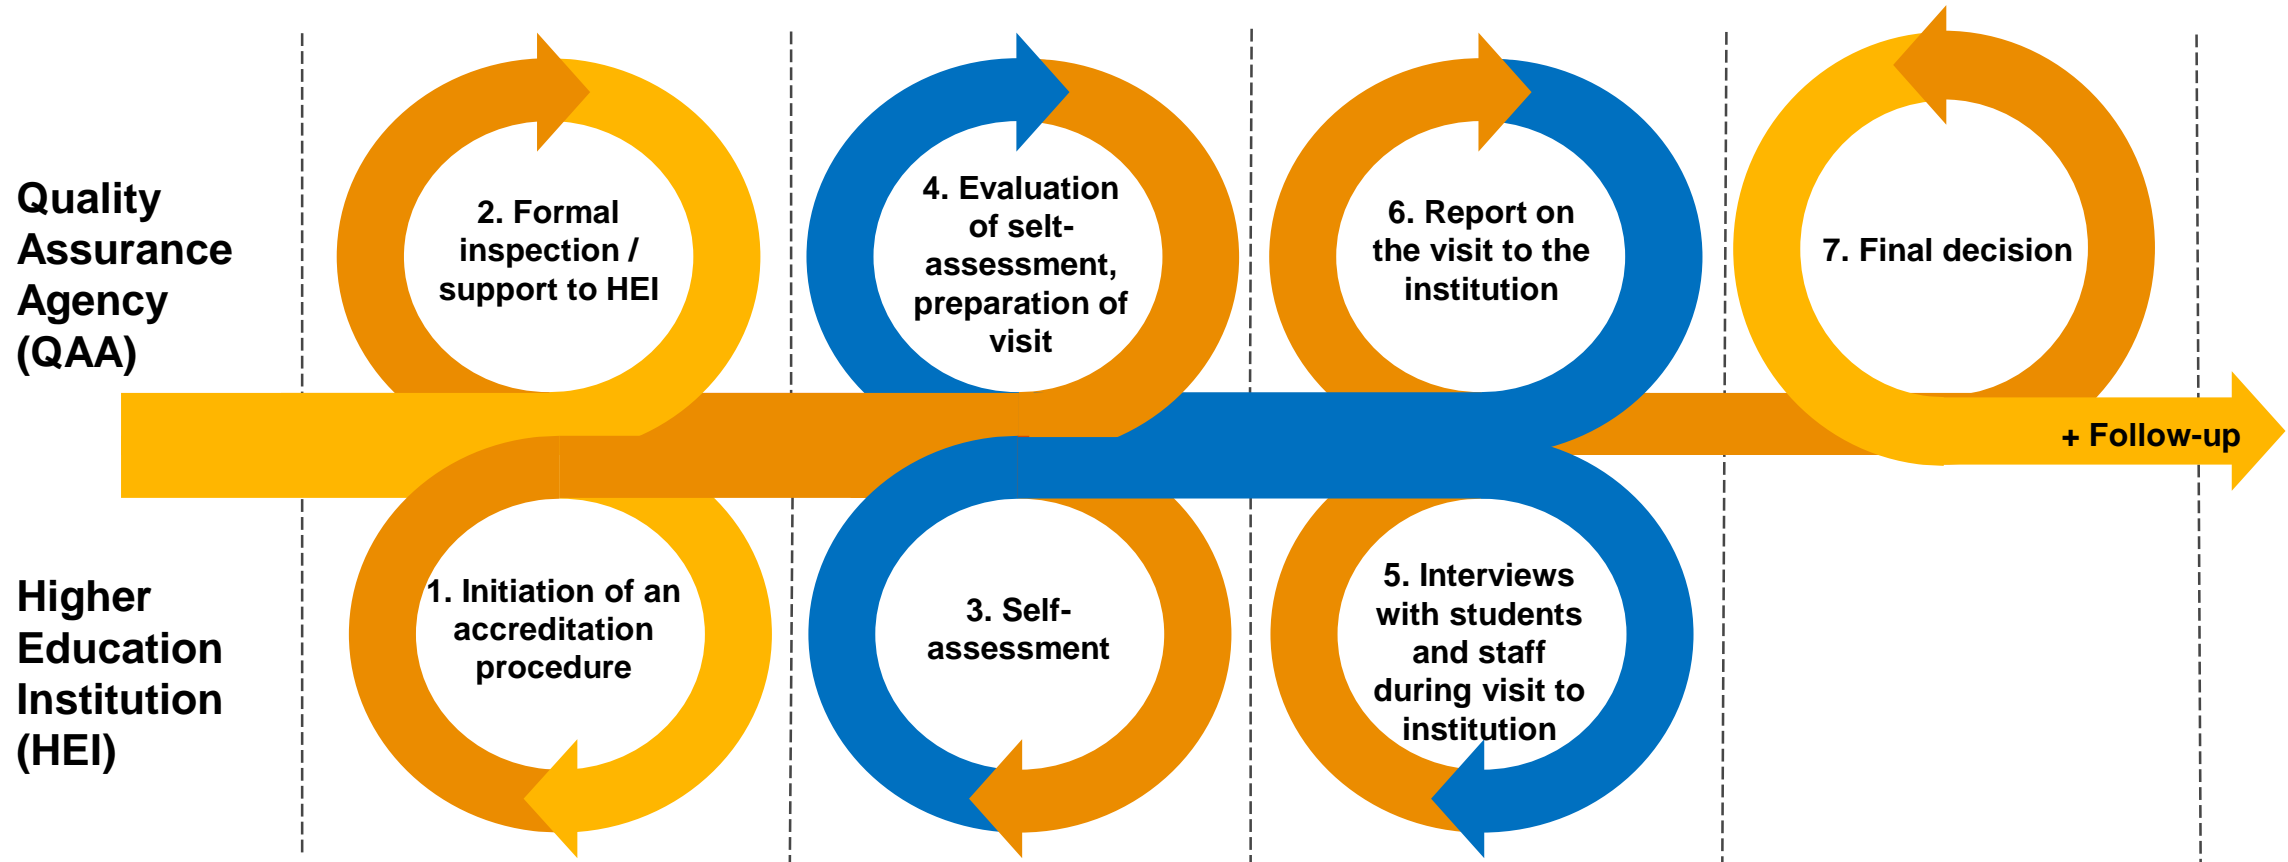 Quality
Assurance
Agency
(QAA)
2. Formal
inspection /
support to HEI
4. Evaluation
of selt-
assessment,
preparation of
visit
6. Report on
the visit to the
institution
7. Final decision
+ Follow-up
Higher
Education
Institution
(HEI)
1. Initiation of an
accreditation
procedure
3. Self-
assessment
5. Interviews
with students
and staff
during visit to
institution